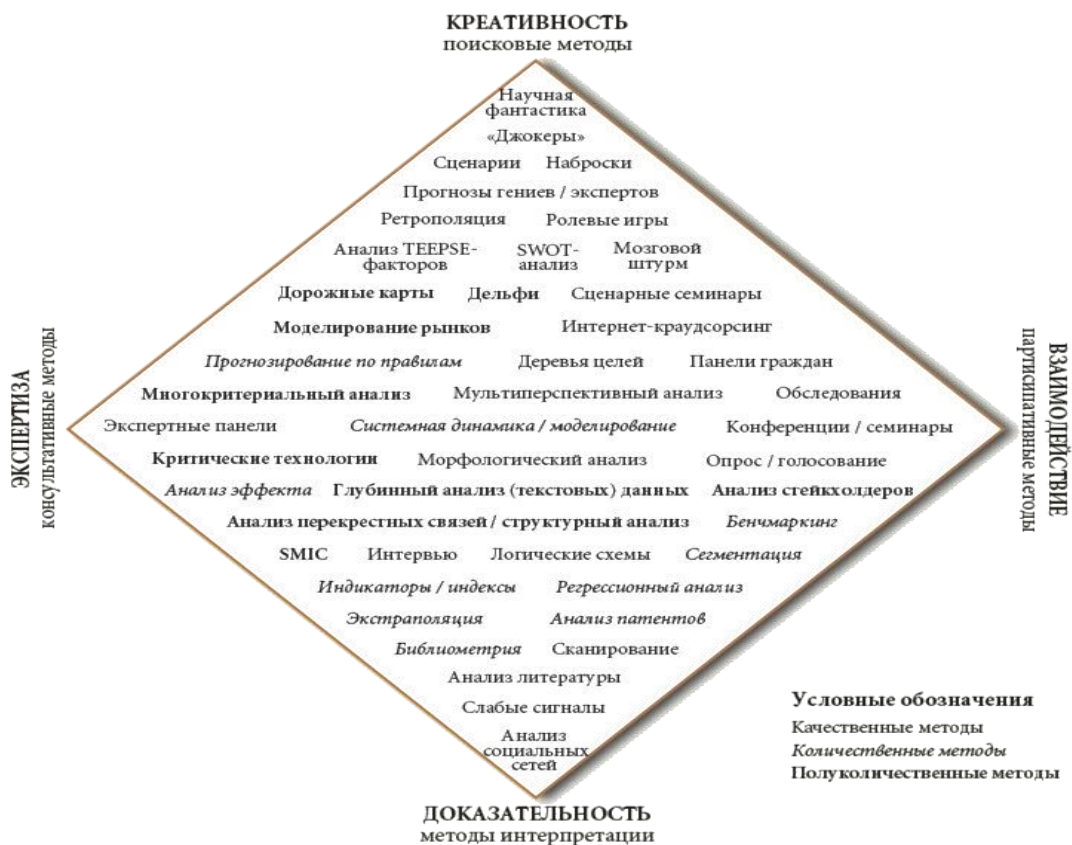 КРЕАТИВНОСТЬ
поисковые методы
Научная
фантастика
«Джокеры»
Сценарии Наброски
Прогнозы гениев / экспертов
Ретрополяция Ролевые игры
Анализ TEEPSE-
факторов
SWOT-
анализ
Мозговой
штурм
Дорожные карты Дельфи Сценарные семинары
Моделирование рынков Интернет-краудсорсинг
Прогнозирование по правилам Деревья целей Панели граждан
Многокритериальный анализ Мультиперспективный анализ Обследования
Экспертные панели Системная динамика / моделирование Конференции / семинары
Критические технологии Морфологический анализ Опрос / голосование
Анализ эффекта Глубинный анализ (текстовых) данных Анализ стейкхолдеров
Анализ перекрестных связей / структурный анализ Бенчмаркинг
SMIC Интервью Логические схемы Сегментация
Индикаторы / индексы Регрессионный анализ
Экстраполяция Анализ патентов
Библиометрия Сканирование
Анализ литературы
Слабые сигналы
Анализ
социальных
сетей
ЭКСПЕРТИЗА
консультативные методы
ВЗАИМОДЕЙСТВИЕ
партисипативные методы
ДОКАЗАТЕЛЬНОСТЬ
методы интерпретации
Условные обозначения
Качественные методы
Количественные методы
Полуколичественные методы